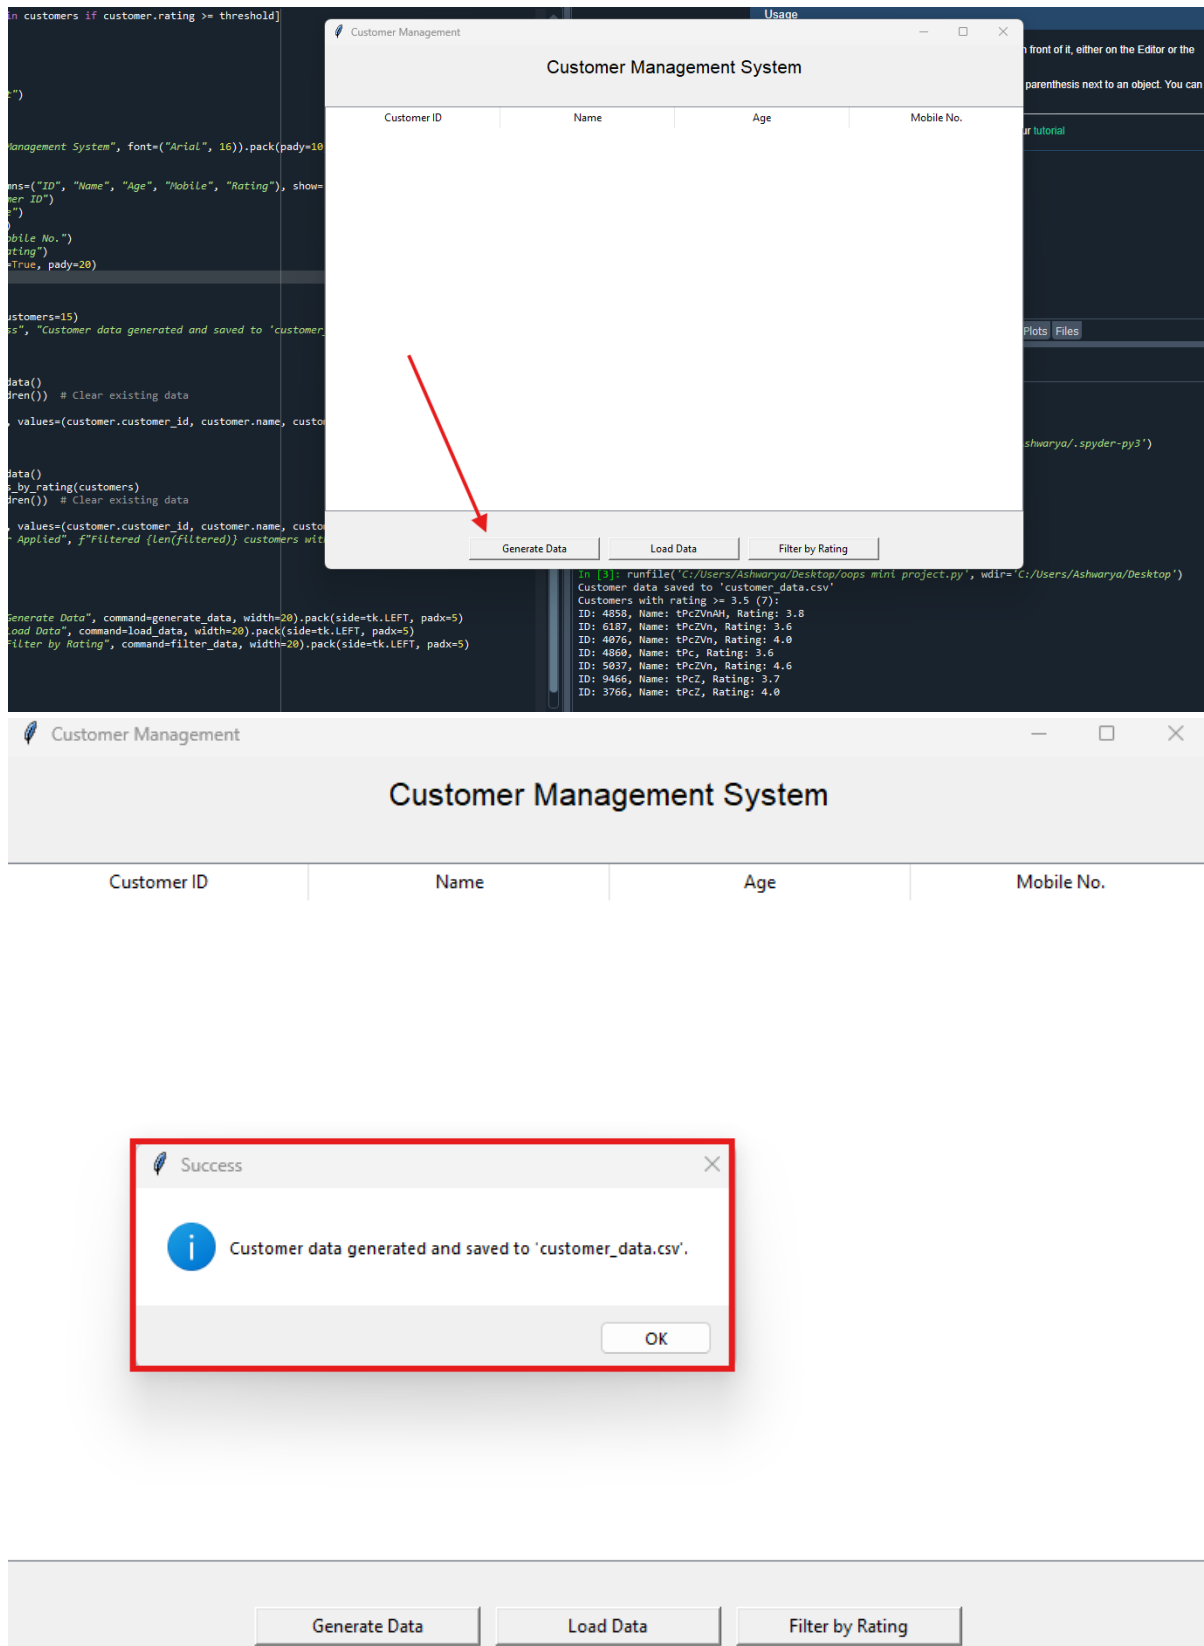 in customers if customer.rating >= threshold]
Usage
Customer Management
n front of it, either on the Editor or the
Customer Management System
parenthesis next to an object. You can
t")
Customer ID Name Age Mobile No.
ur tutorial
Management System", font=("Arial", 16)).pack(pady=10
mns=("ID", "Name", "Age", "Mobile", "Rating"), show=
mer ID")
e")
)
obile No.")
ating")
=True, pady=20)
ustomers=15)
ss", "Customer data generated and saved to 'customer_
Plots Files
data()
dren()) # Clear existing data
, values=(customer.customer_id, customer.name, custo
shwarya/.spyder-py3')
data()
s_by_rating(customers)
dren()) # Clear existing data
, values=(customer.customer_id, customer.name, custo
r Applied", f"Filtered {len(filtered)} customers wit
Generate Data Load Data Filter by Rating
In [3]: runfile('C:/Users/Ashwarya/Desktop/oops mini project.py', wdir='C:/Users/Ashwarya/Desktop')
Customer data saved to 'customer_data.csv'
Customers with rating >= 3.5 (7):
ID: 4858, Name: tPcZVnAH, Rating: 3.8
ID: 6187, Name: tPcZVn, Rating: 3.6
ID: 4076, Name: tPcZVn, Rating: 4.0
ID: 4860, Name: tPc, Rating: 3.6
ID: 5037, Name: tPcZVn, Rating: 4.6
ID: 9466, Name: tPcZ, Rating: 3.7
ID: 3766, Name: tPcZ, Rating: 4.0
Generate Data", command=generate_data, width=20).pack(side=tk.LEFT, padx=5)
Load Data", command=load_data, width=20).pack(side=tk.LEFT, padx=5)
Filter by Rating", command=filter_data, width=20).pack(side=tk.LEFT, padx=5)
Customer Management
Customer Management System
Customer ID Name Age Mobile No.
Success
Customer data generated and saved to 'customer_data.csv'.
OK
Generate Data Load Data Filter by Rating